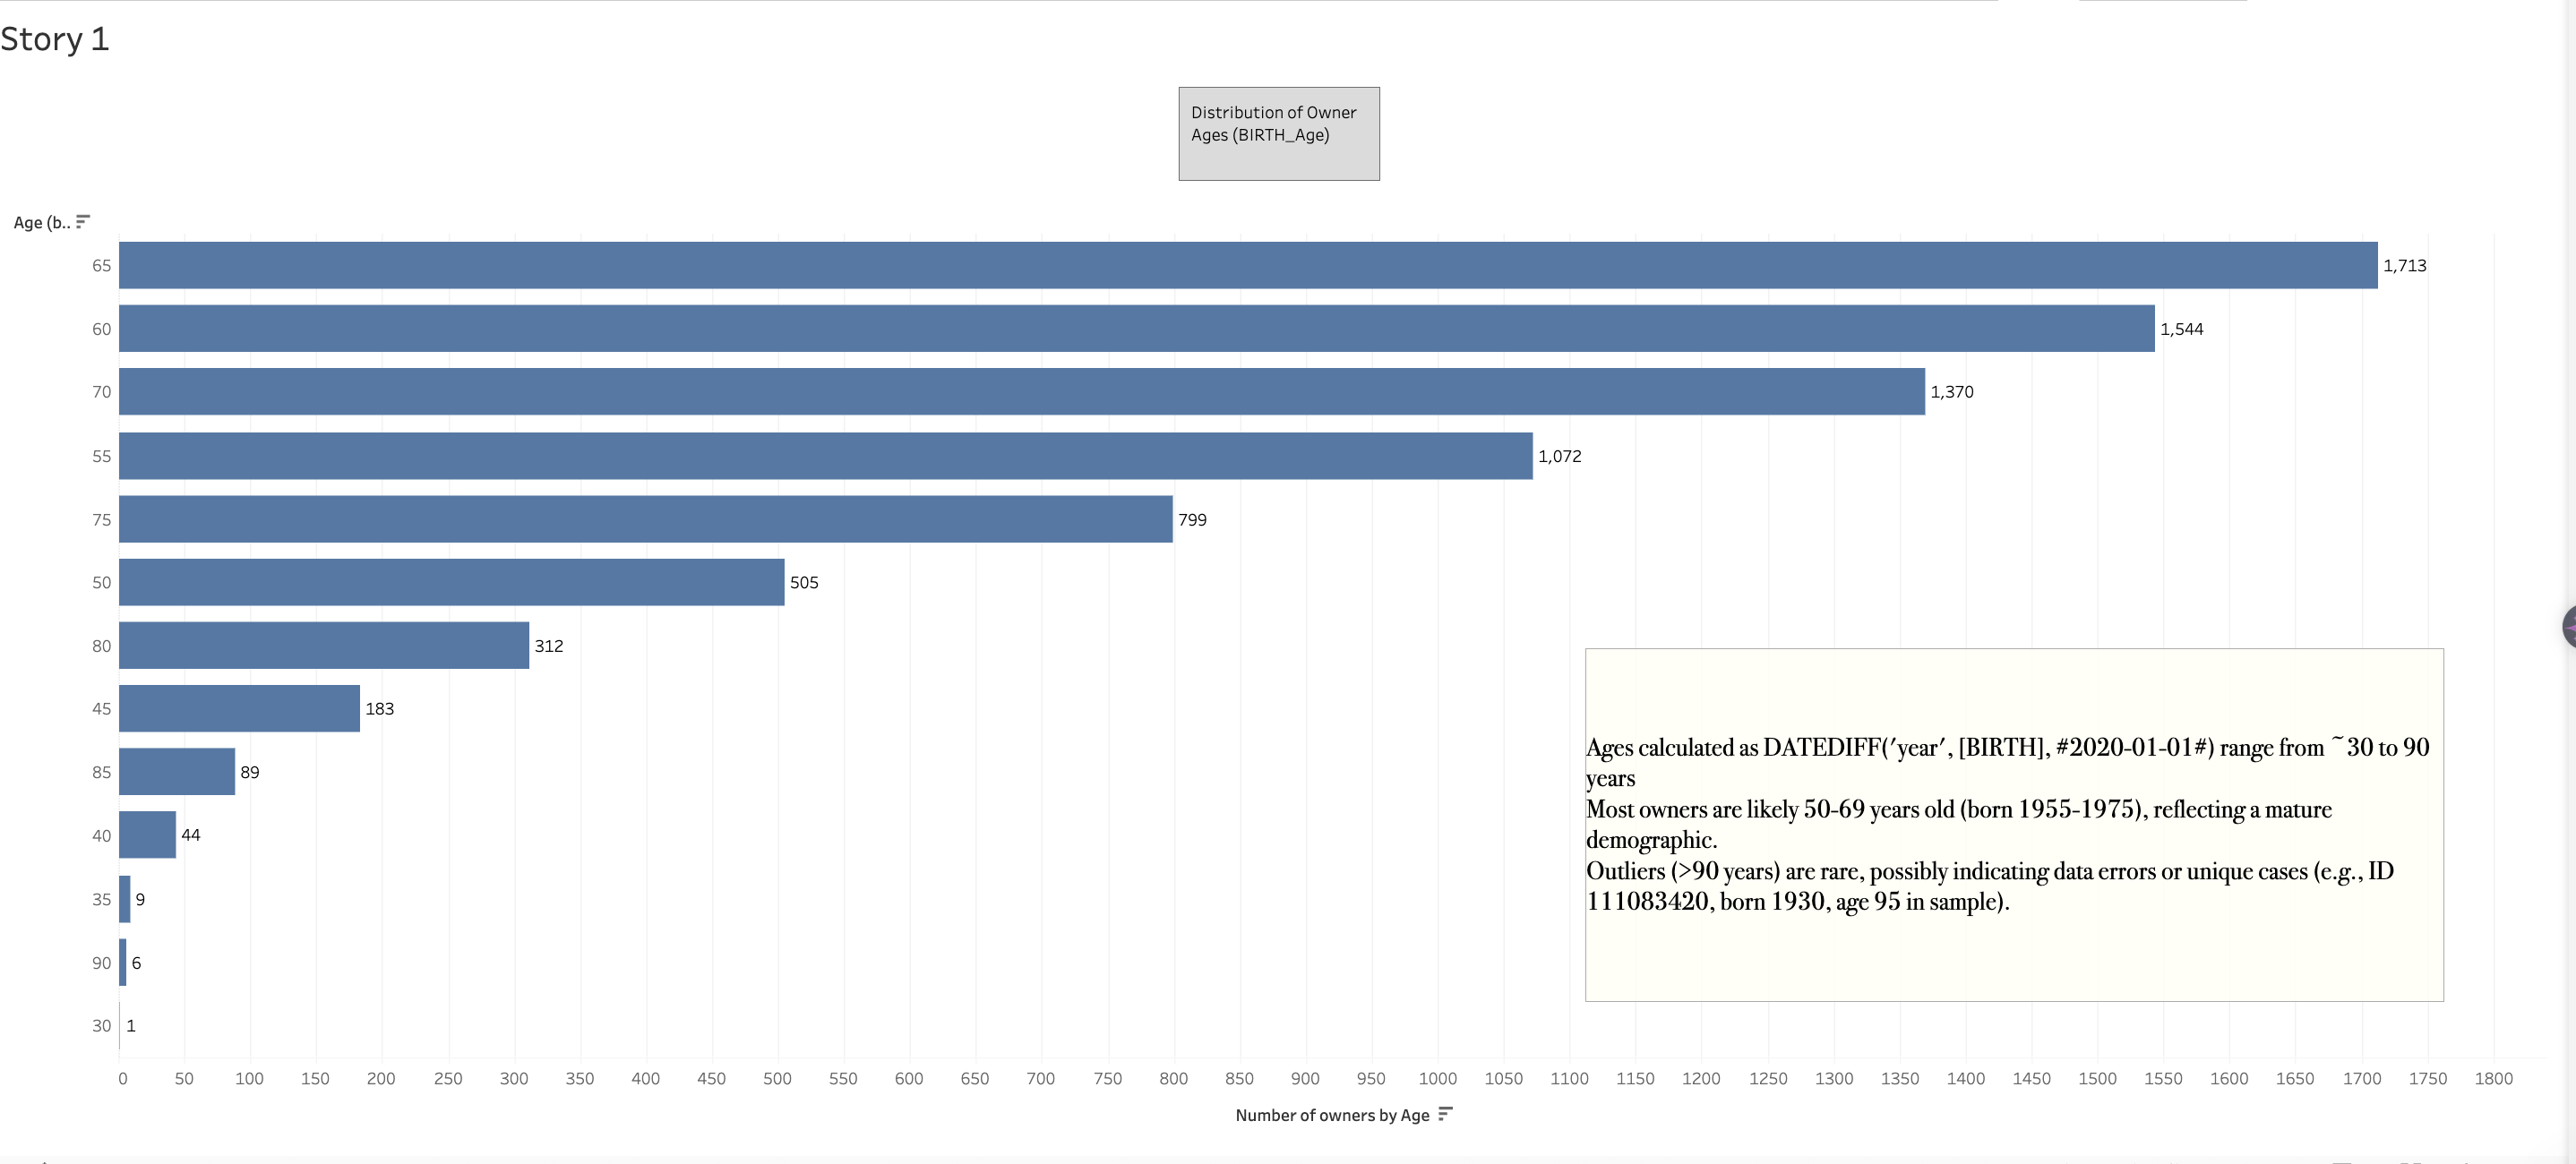 Story 1
Distribution of Owner
Ages (BIRTH_Age)
Age (b..
65
1,713
60
1,544
70
1,370
55
1,072
75
799
50
505
80
312
45
183
85
89
40
44
35
9
90
6
30
1
Ages calculated as DATEDIFF('year', [BIRTH], #2020-01-01#) range from ~30 to 90
years
Most owners are likely 50-69 years old (born 1955-1975), reflecting a mature
demographic.
Outliers (>90 years) are rare, possibly indicating data errors or unique cases (e.g., ID
111083420, born 1930, age 95 in sample).
0 50 100 150 200 250 300 350 400 450 500 550 600 650 700 750 800 850 900 950 1000 1050 1100 1150 1200 1250 1300 1350 1400 1450 1500 1550 1600 1650 1700 1750 1800
Number of owners by Age